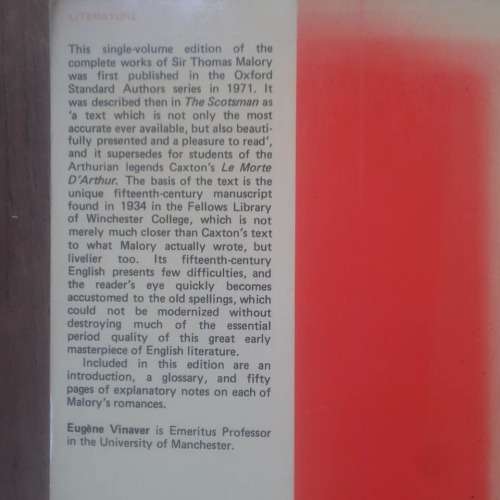 LITERATURE
This single-volume edition of the
complete works of Sir Thomas Malory
was first published in the Oxford
Standard Authors series in 1971. It
was described then in The Scotsman as
'a text which is not only the most
accurate ever available, but also beauti-
fully presented and a pleasure to read',
and it supersedes for students of the
Arthurian legends Caxton's Le Morte
D'Arthur. The basis of the text is the
unique fifteenth-century manuscript
found in 1934 in the Fellows Library
of Winchester College, which is not
merely much closer than Caxton's text
to what Malory actually wrote, but
livelier too. Its fifteenth-century
English presents few difficulties, and
the reader's eye quickly becomes
accustomed to the old spellings, which
could not be modernized without
destroying much of the essential
period quality of this great early
masterpiece of English literature.
Included in this edition are an
introduction, a glossary, and fifty
pages of explanatory notes on each of
Malory's romances.
Eugène Vinaver is Emeritus Professor
in the University of Manchester.